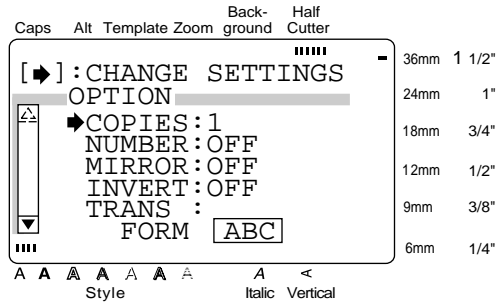 Caps Alt Template Zoom Back-ground Half Cutter
[➡]:CHANGE SETTINGS
OPTION
➡COPIES:1
NUMBER:OFF
MIRROR:OFF
INVERT:OFF
TRANS :
FORM ABC
36mm 1 1/2"
24mm 1"
18mm 3/4"
12mm 1/2"
9mm 3/8"
6mm 1/4"
A A A A A A A A A
Style Italic Vertical